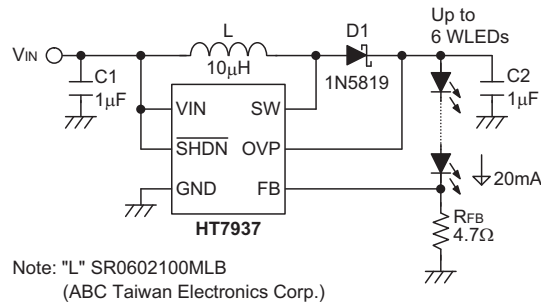 Up to
6 WLEDs
L
D1
VIN
10µH
1N5819
C1
1µF
C2
1µF
VIN
SW
SHDN
OVP
GND
FB
20mA
HT7937
RFB
4.7Ω
Note: "L" SR0602100MLB
(ABC Taiwan Electronics Corp.)